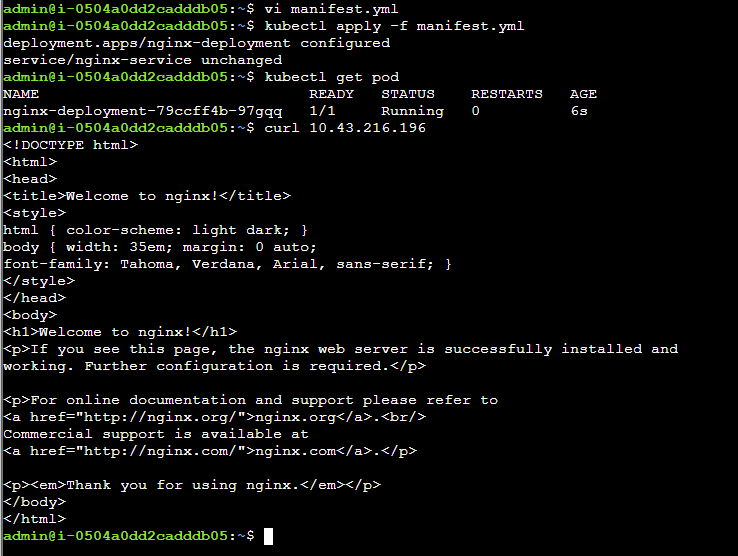 admin@i-0504a0dd2cadddb05:~$ vi manifest.yml
admin@i-0504a0dd2cadddb05:~$ kubectl apply -f manifest.yml
deployment.apps/nginx-deployment configured
service/nginx-service unchanged
admin@i-0504a0dd2cadddb05:~$ kubectl get pod
NAME                                READY   STATUS    RESTARTS   AGE
nginx-deployment-79ccff4b-97gqq   1/1     Running   0          6s
admin@i-0504a0dd2cadddb05:~$ curl 10.43.216.196
<!DOCTYPE html>
<html>
<head>
<title>Welcome to nginx!</title>
<style>
html { color-scheme: light dark; }
body { width: 35em; margin: 0 auto;
font-family: Tahoma, Verdana, Arial, sans-serif; }
</style>
</head>
<body>
<h1>Welcome to nginx!</h1>
<p>If you see this page, the nginx web server is successfully installed and
working. Further configuration is required.</p>

<p>For online documentation and support please refer to
<a href="http://nginx.org/">nginx.org</a>.<br/>
Commercial support is available at
<a href="http://nginx.com/">nginx.com</a>.</p>

<p><em>Thank you for using nginx.</em></p>
</body>
</html>
admin@i-0504a0dd2cadddb05:~$